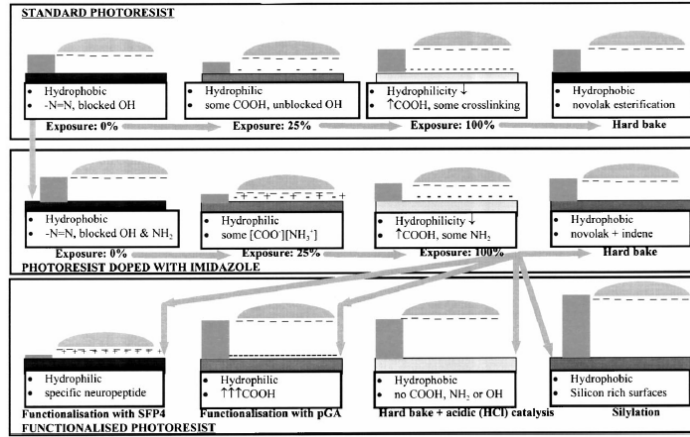 STANDARD PHOTORESIST
• Hydrophobic
• -N=N, blocked OH
Exposure: 0%
• Hydrophilic
some COOH, unblocked OH
Exposure: 25%
• Hydrophilicity ↓
• ↑COOH, some crosslinking
Exposure: 100%
• Hydrophobic
• novolak esterification
Hard bake
• Hydrophobic
• -N=N, blocked OH & NH₂
Exposure: 0%
• Hydrophilic
• some [COO⁻][NH₃⁺]
Exposure: 25%
• Hydrophilicity ↓
• ↑COOH, some NH₂
Exposure: 100%
• Hydrophobic
• novolak + indene
Hard bake
PHOTORESIST DOPED WITH IMIDAZOLE
• Hydrophilic
• specific neuropeptide
Functionalisation with SFP4
• Hydrophilic
• ↑↑↑COOH
Functionalisation with pGA
• Hydrophobic
• no COOH, NH₂ or OH
Hard bake + acidic (HCl) catalysis
• Hydrophobic
• Silicon rich surfaces
Silylation
FUNCTIONALISED PHOTORESIST